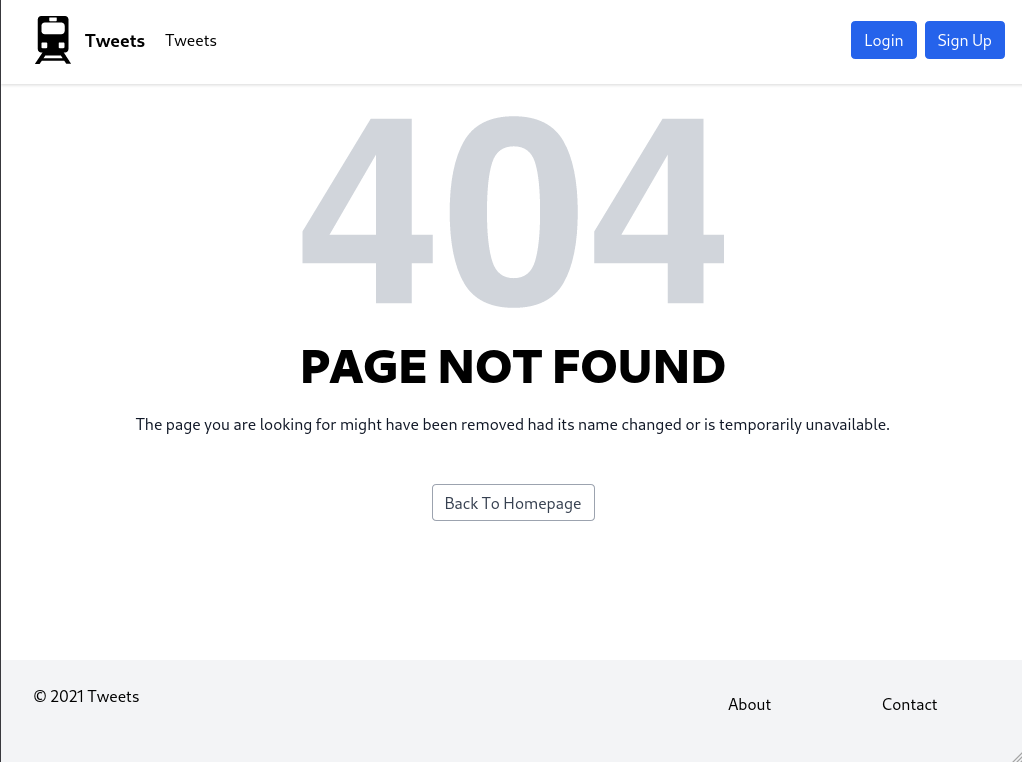 Tweets Tweets Login Sign Up
404
PAGE NOT FOUND
The page you are looking for might have been removed had its name changed or is temporarily unavailable.
Back To Homepage
© 2021 Tweets
About Contact